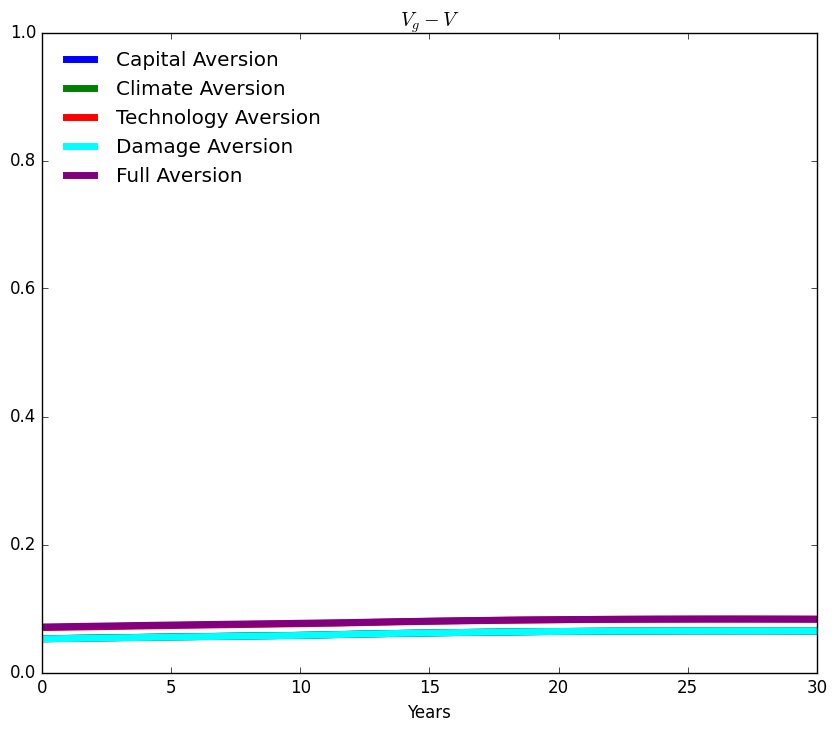 V_g − V
1.0
Capital Aversion
Climate Aversion
Technology Aversion
Damage Aversion
Full Aversion
0.8
0.6
0.4
0.2
0.0
0 5 10 15 20 25 30
Years